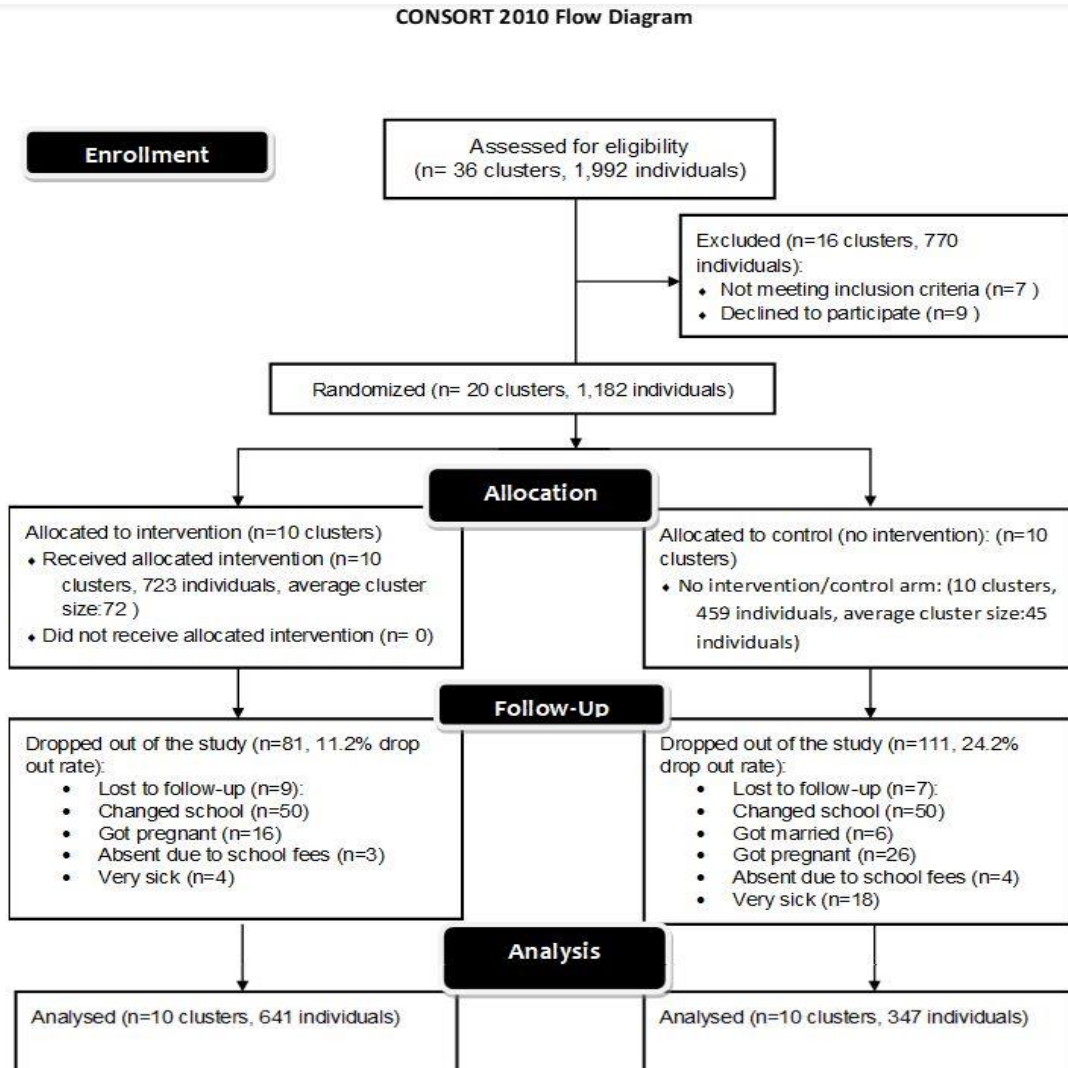 CONSORT 2010 Flow Diagram
Enrollment
Assessed for eligibility
(n= 36 clusters, 1,992 individuals)
Excluded (n=16 clusters, 770
individuals):
⬥ Not meeting inclusion criteria (n=7 )
⬥ Declined to participate (n=9 )
Randomized (n= 20 clusters, 1,182 individuals)
Allocation
Allocated to intervention (n=10 clusters)
⬥ Received allocated intervention (n=10
clusters, 723 individuals, average cluster
size:72 )
⬥ Did not receive allocated intervention (n= 0)
Allocated to control (no intervention): (n=10
clusters)
⬥ No intervention/control arm: (10 clusters,
459 individuals, average cluster size:45
individuals)
Follow-Up
Dropped out of the study (n=81, 11.2% drop
out rate):
• Lost to follow-up (n=9):
• Changed school (n=50)
• Got pregnant (n=16)
• Absent due to school fees (n=3)
• Very sick (n=4)
Dropped out of the study (n=111, 24.2%
drop out rate):
• Lost to follow-up (n=7):
• Changed school (n=50)
• Got married (n=6)
• Got pregnant (n=26)
• Absent due to school fees (n=4)
• Very sick (n=18)
Analysis
Analysed (n=10 clusters, 641 individuals)
Analysed (n=10 clusters, 347 individuals)